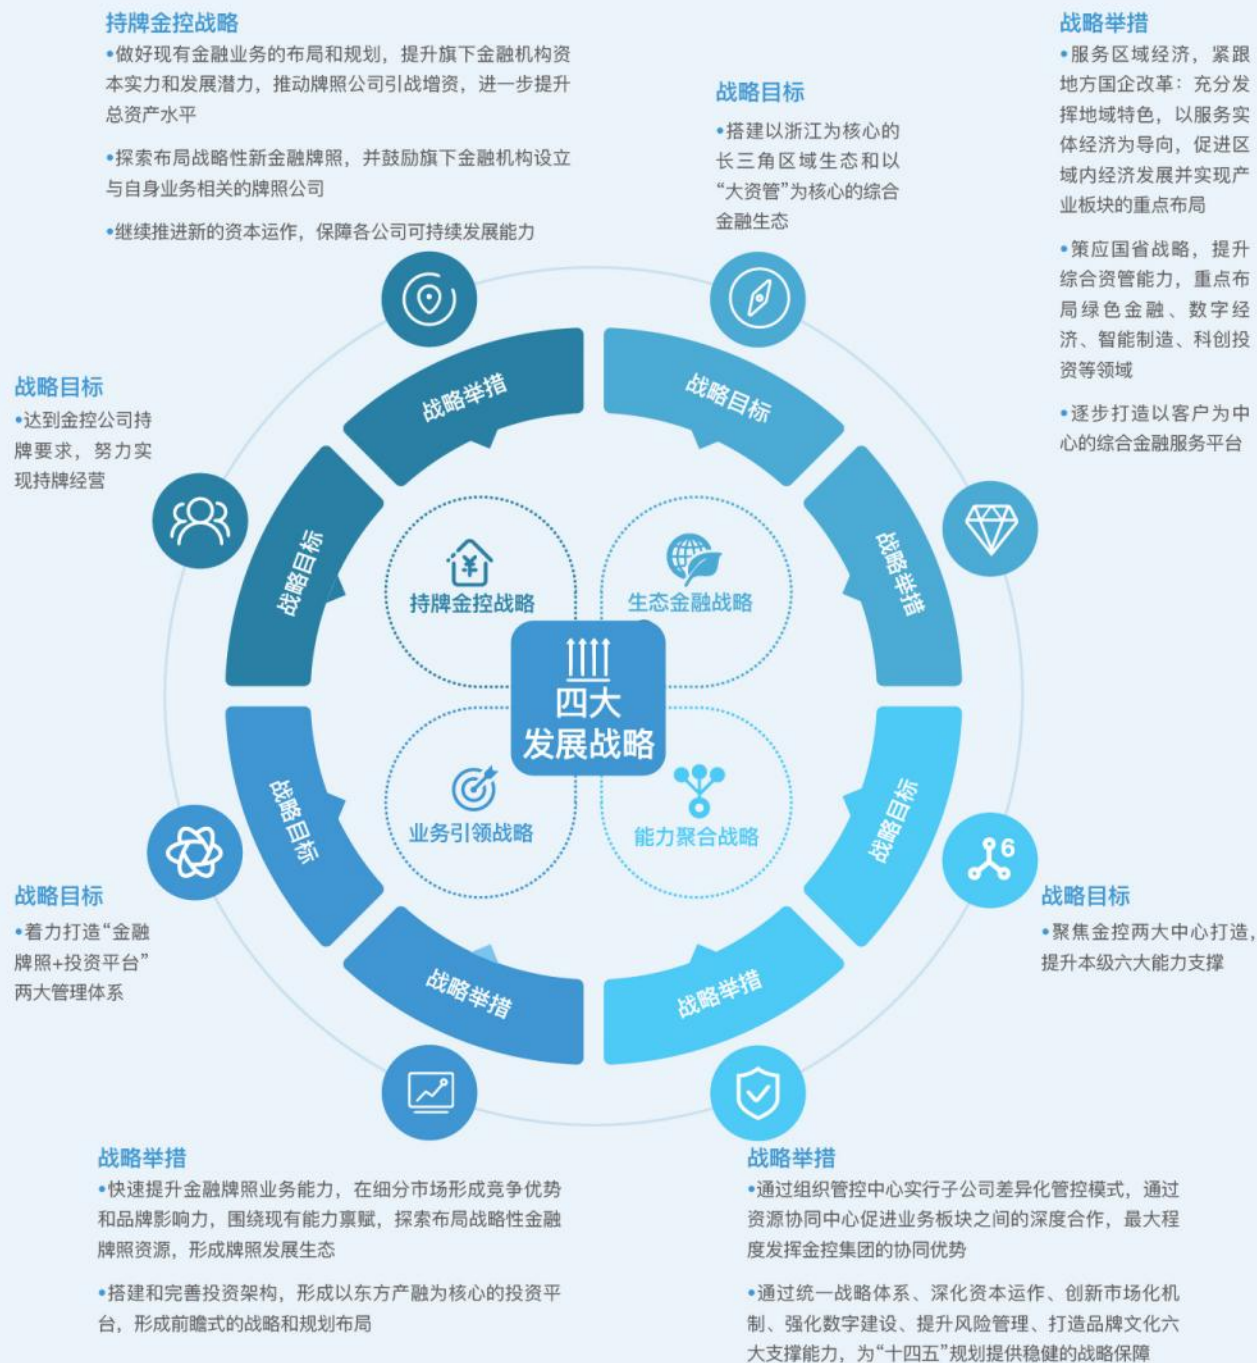 持牌金控战略
•做好现有金融业务的布局和规划，提升旗下金融机构资
本实力和发展潜力，推动牌照公司引战增资，进一步提升
总资产水平
•探索布局战略性新金融牌照，并鼓励旗下金融机构设立
与自身业务相关的牌照公司
•继续推进新的资本运作，保障各公司可持续发展能力
战略目标
•搭建以浙江为核心的
长三角区域生态和以
“大资管”为核心的综合
金融生态
战略举措
•服务区域经济，紧跟
地方国企改革：充分发
挥地域特色，以服务实
体经济为导向，促进区
域内经济发展并实现产
业板块的重点布局
•策应国省战略，提升
综合资管能力，重点布
局绿色金融、数字经
济、智能制造、科创投
资等领域
•逐步打造以客户为中
心的综合金融服务平台
战略目标
•达到金控公司持
牌要求，努力实
现持牌经营
战略举措
战略目标
战略目标
战略举措
持牌金控战略
生态金融战略
四大
发展战略
业务引领战略
能力聚合战略
战略目标
战略目标
战略举措
战略举措
6
战略目标
•着力打造“金融
牌照+投资平台”
两大管理体系
战略目标
•聚焦金控两大中心打造，
提升本级六大能力支撑
战略举措
•快速提升金融牌照业务能力，在细分市场形成竞争优势
和品牌影响力，围绕现有能力禀赋，探索布局战略性金融
牌照资源，形成牌照发展生态
•搭建和完善投资架构，形成以东方产融为核心的投资平
台，形成前瞻式的战略和规划布局
战略举措
•通过组织管控中心实行子公司差异化管控模式，通过
资源协同中心促进业务板块之间的深度合作，最大程
度发挥金控集团的协同优势
•通过统一战略体系、深化资本运作、创新市场化机
制、强化数字建设、提升风险管理、打造品牌文化六
大支撑能力，为“十四五”规划提供稳健的战略保障